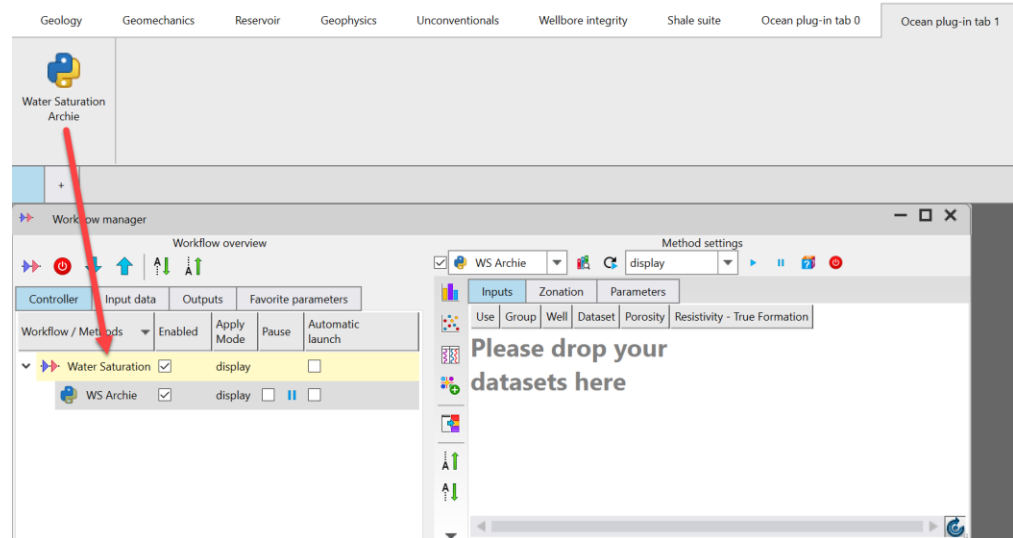 Geology Geomechanics Reservoir Geophysics Unconventionals Wellbore integrity Shale suite Ocean plug-in tab 0 Ocean plug-in tab 1
Water Saturation
Archie
+
Workflow manager
Workflow overview
Method settings
WS Archie display
Controller Input data Outputs Favorite parameters
Inputs Zonation Parameters
Workflow / Methods Enabled Apply Mode Pause Automatic launch
Use Group Well Dataset Porosity Resistivity - True Formation
Please drop your
datasets here
Water Saturation display
WS Archie display